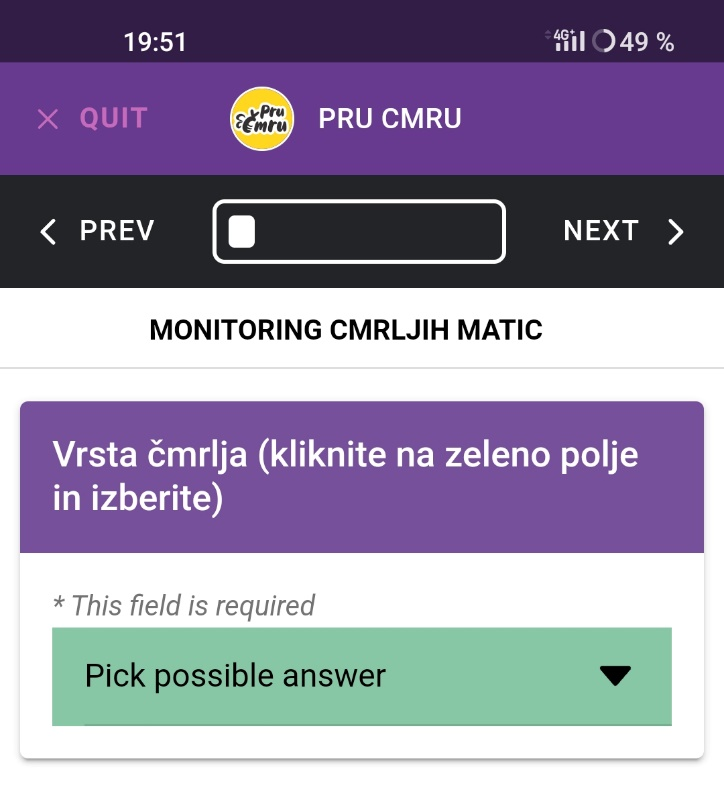 19:51
4G+ 49 %
QUIT
Pru
Čmru
PRU CMRU
PREV
NEXT
MONITORING CMRLJIH MATIC
Vrsta čmrlja (kliknite na zeleno polje
in izberite)
* This field is required
Pick possible answer